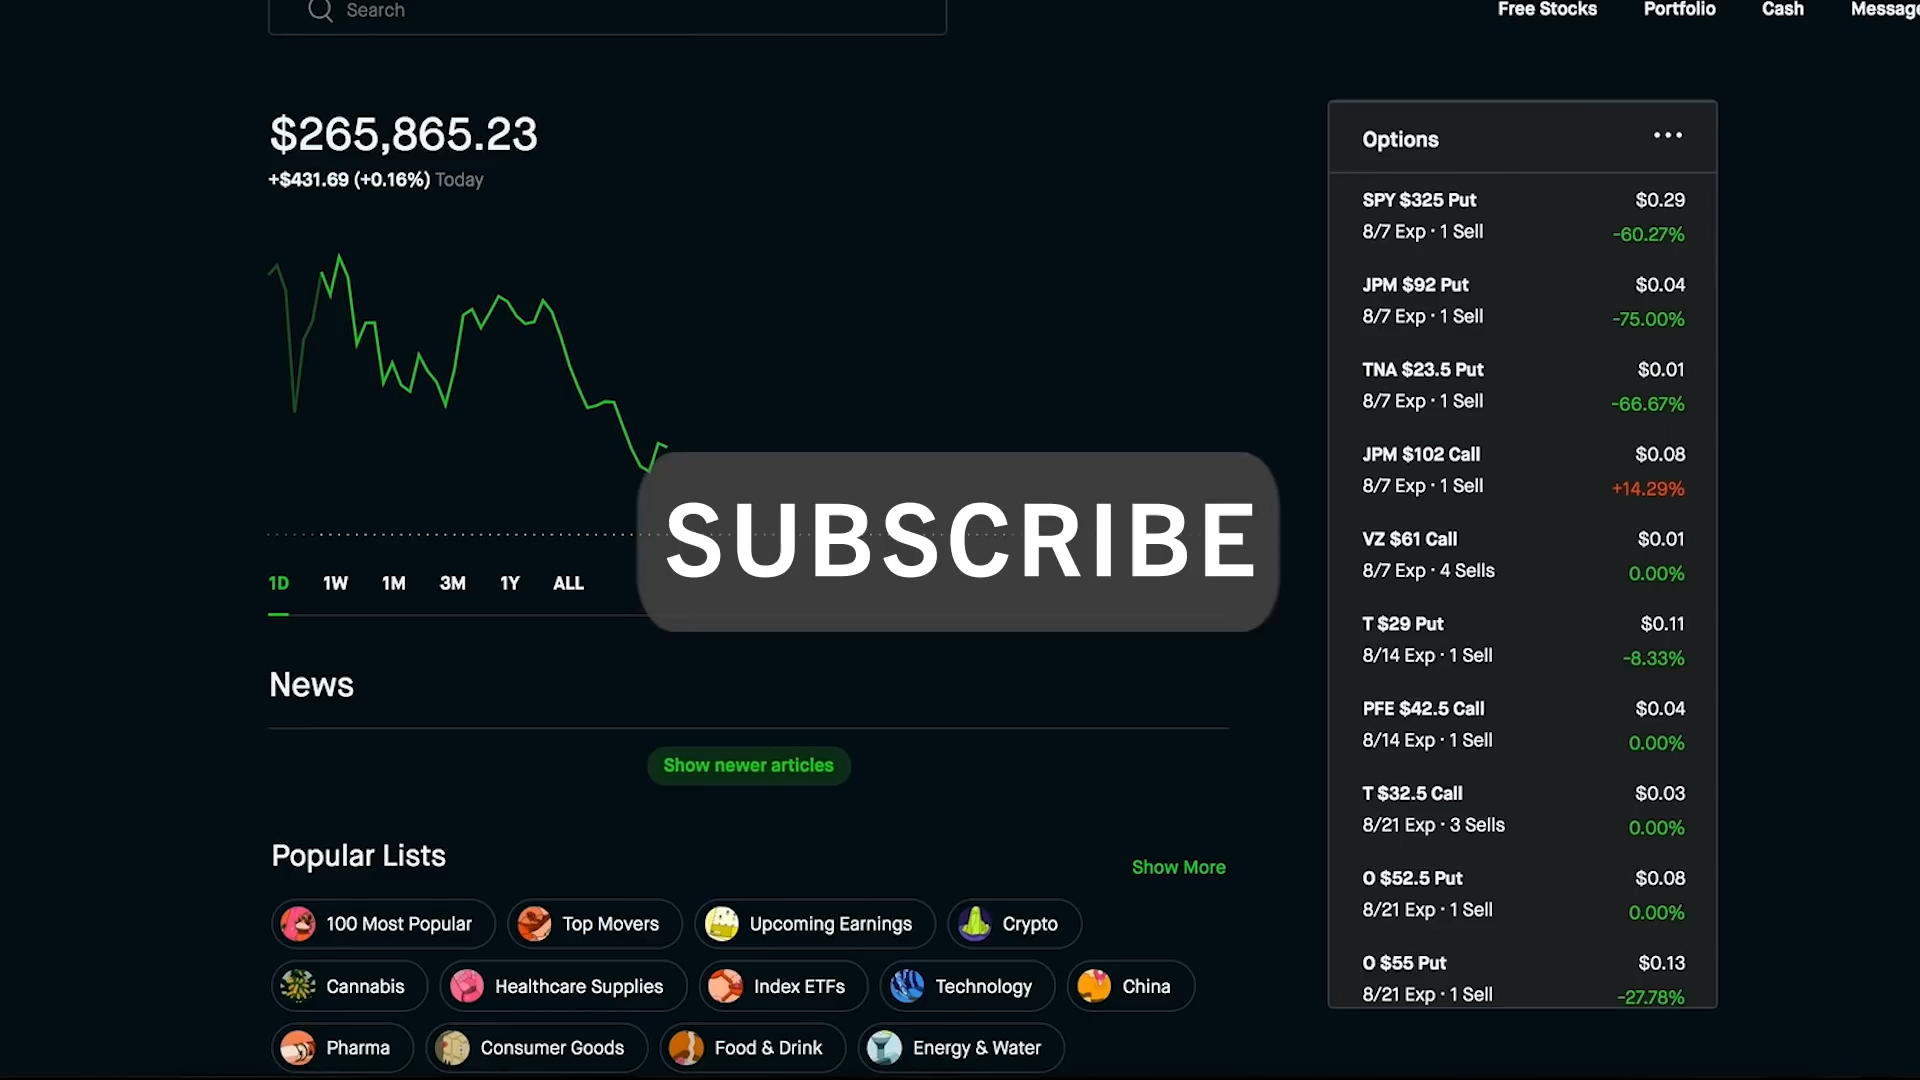 Search
Free Stocks
Portfolio
Cash
Message
$265,865.23
+$431.69 (+0.16%) Today
1D
1W
1M
3M
1Y
ALL
SUBSCRIBE
News
Show newer articles
Popular Lists
Show More
100 Most Popular
Top Movers
Upcoming Earnings
Crypto
Cannabis
Healthcare Supplies
Index ETFs
Technology
China
Pharma
Consumer Goods
Food & Drink
Energy & Water
Options
SPY $325 Put $0.29
8/7 Exp · 1 Sell -60.27%
JPM $92 Put $0.04
8/7 Exp · 1 Sell -75.00%
TNA $23.5 Put $0.01
8/7 Exp · 1 Sell -66.67%
JPM $102 Call $0.08
8/7 Exp · 1 Sell +14.29%
VZ $61 Call $0.01
8/7 Exp · 4 Sells 0.00%
T $29 Put $0.11
8/14 Exp · 1 Sell -8.33%
PFE $42.5 Call $0.04
8/14 Exp · 1 Sell 0.00%
T $32.5 Call $0.03
8/21 Exp · 3 Sells 0.00%
O $52.5 Put $0.08
8/21 Exp · 1 Sell 0.00%
O $55 Put $0.13
8/21 Exp · 1 Sell -27.78%